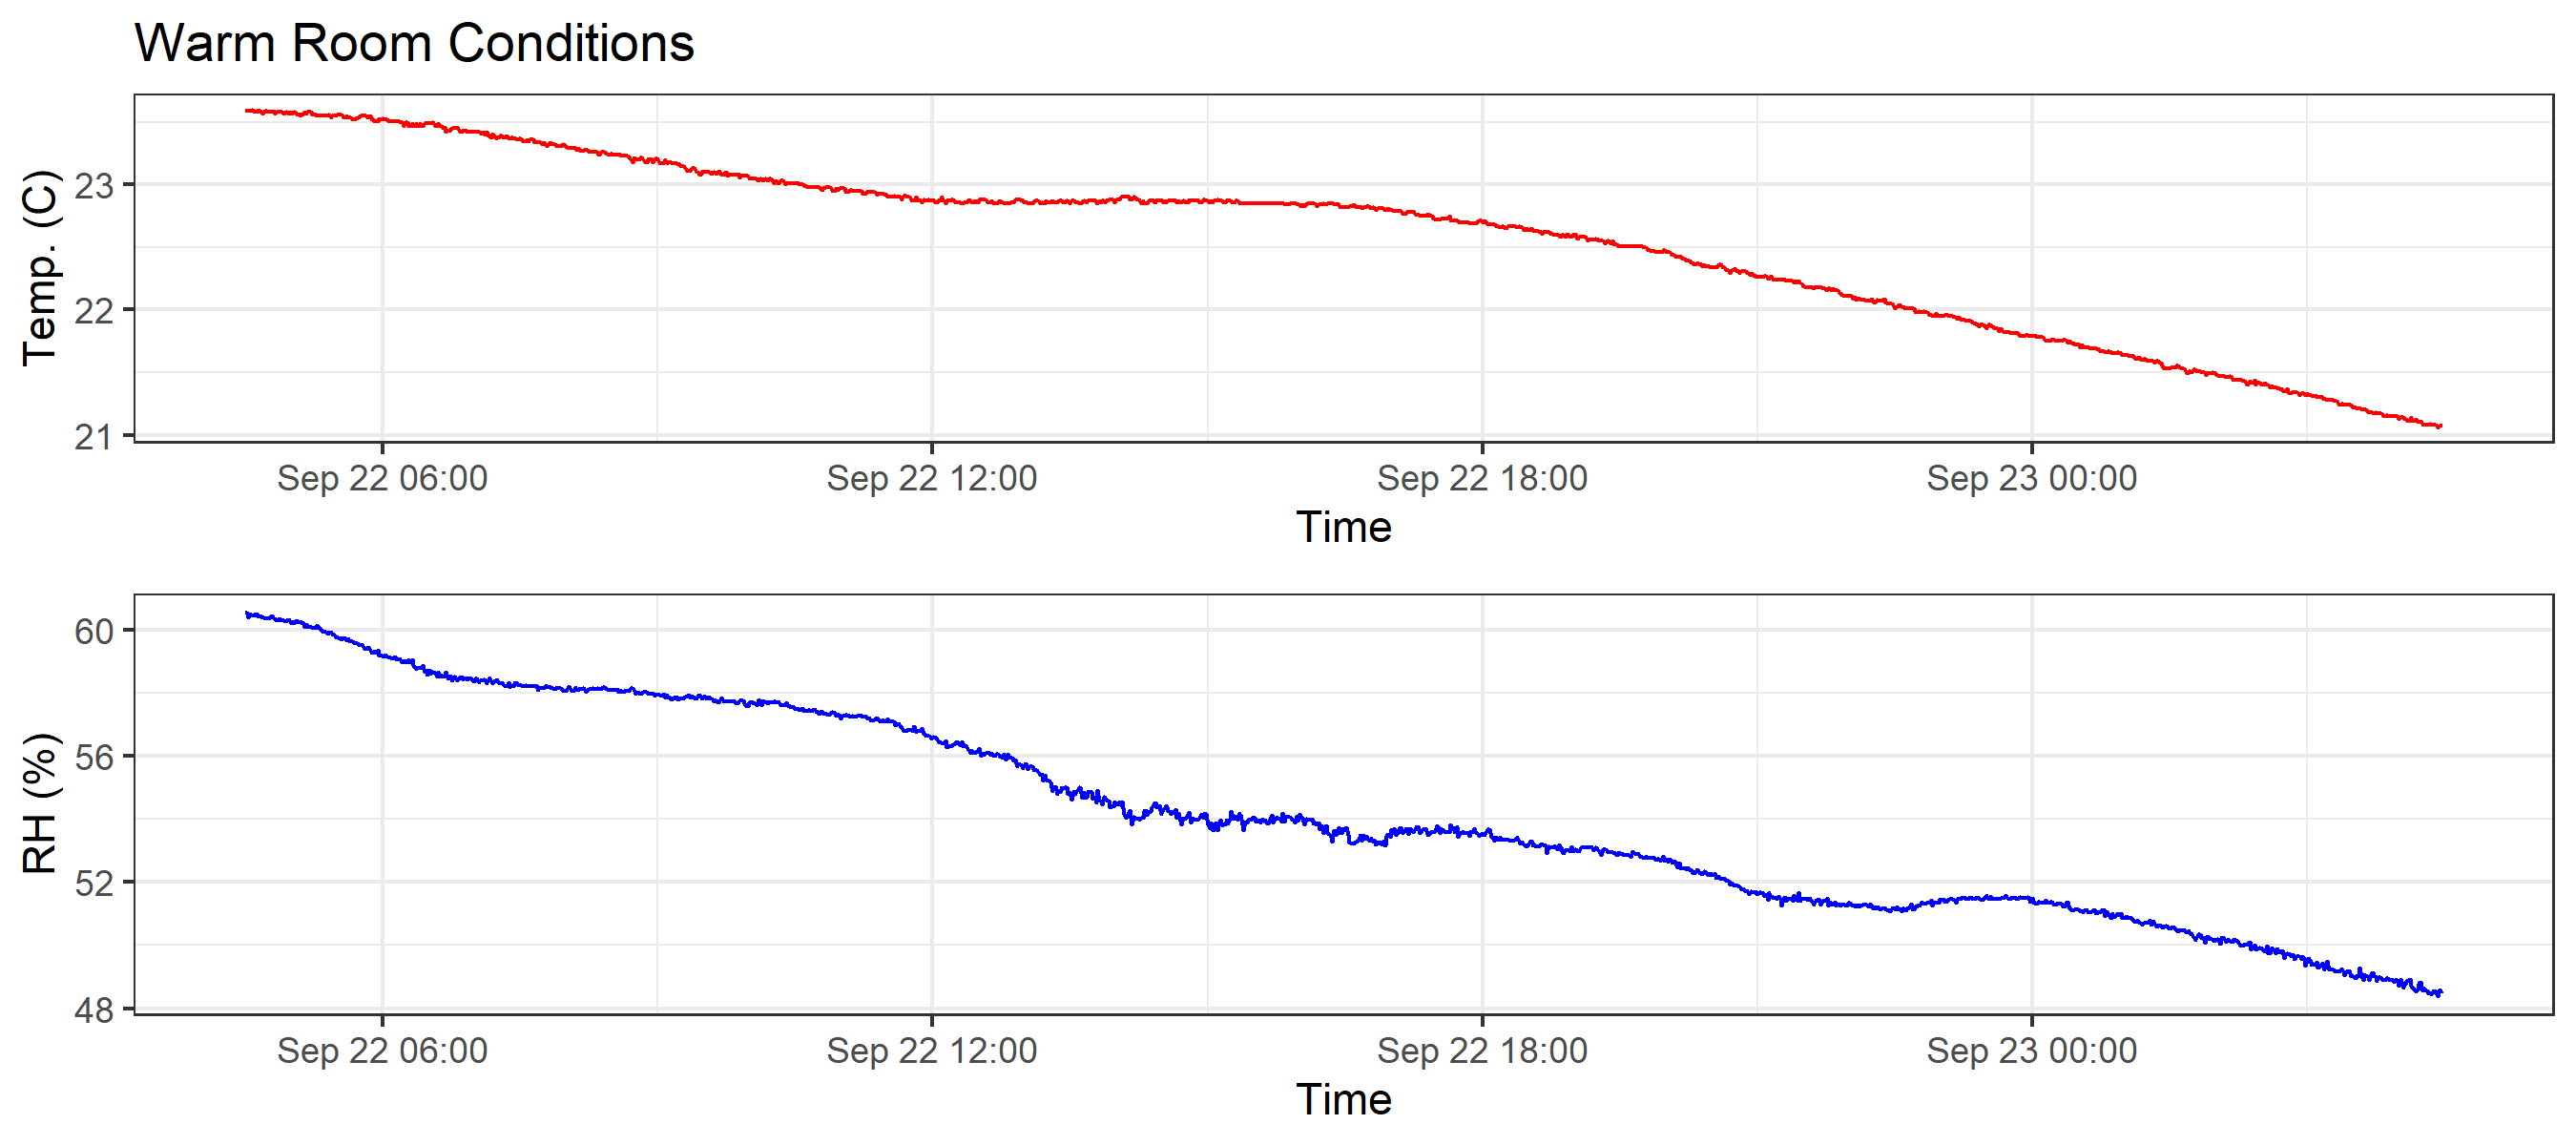 Warm Room Conditions
Temp. (C)
23
22
21
Sep 22 06:00 Sep 22 12:00 Sep 22 18:00 Sep 23 00:00
Time
RH (%)
60
56
52
48
Sep 22 06:00 Sep 22 12:00 Sep 22 18:00 Sep 23 00:00
Time